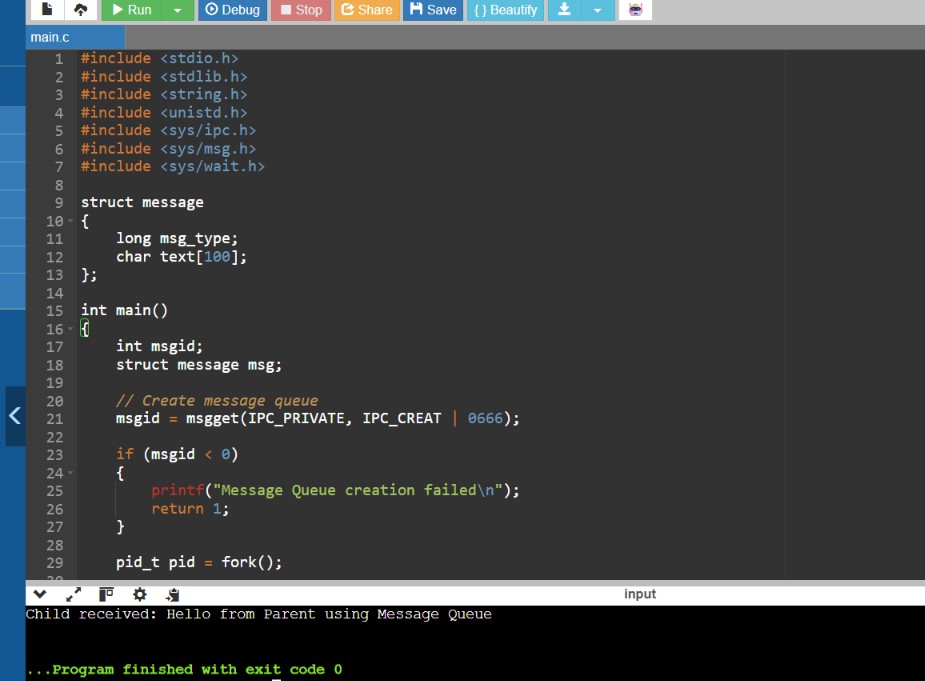 Run Debug Stop Share Save { } Beautify
main.c
1 #include <stdio.h>
2 #include <stdlib.h>
3 #include <string.h>
4 #include <unistd.h>
5 #include <sys/ipc.h>
6 #include <sys/msg.h>
7 #include <sys/wait.h>
8
9 struct message
10 {
11     long msg_type;
12     char text[100];
13 };
14
15 int main()
16 {
17     int msgid;
18     struct message msg;
19
20     // Create message queue
21     msgid = msgget(IPC_PRIVATE, IPC_CREAT | 0666);
22
23     if (msgid < 0)
24     {
25         printf("Message Queue creation failed\n");
26         return 1;
27     }
28
29     pid_t pid = fork();
30
input
Child received: Hello from Parent using Message Queue
...Program finished with exit code 0